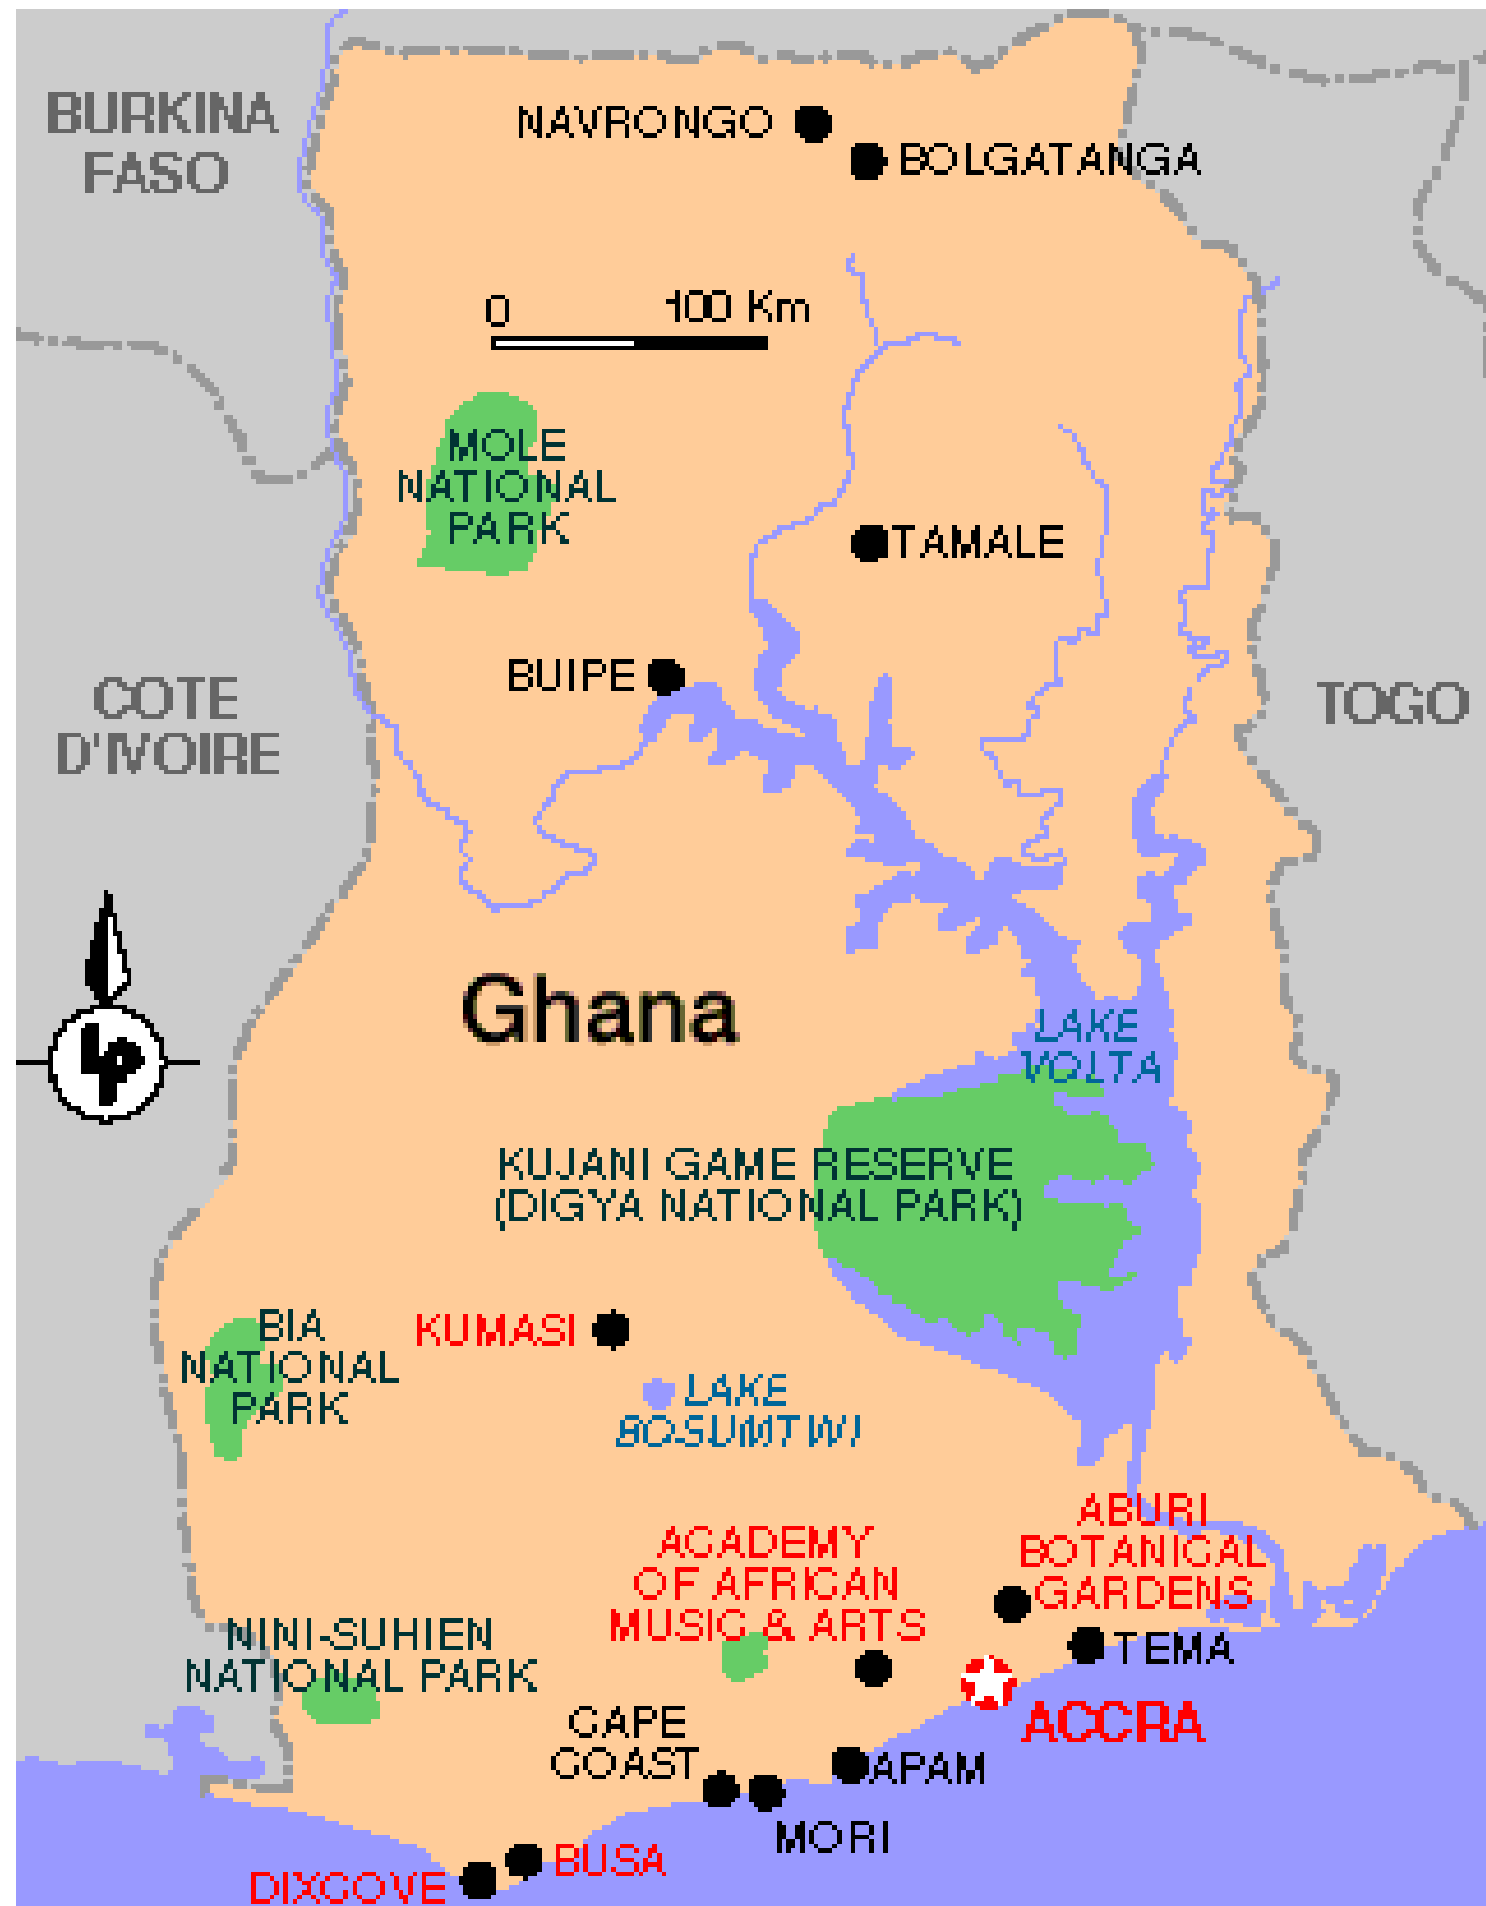 BURKINA
FASO
NAVRONGO
BOLGATANGA
0 100 Km
MOLE
NATIONAL
PARK
TAMALE
BUIPE
COTE
D'IVOIRE
TOGO
Ghana
LP
LAKE
VOLTA
KUJANI GAME RESERVE
(DIGYA NATIONAL PARK)
BIA
NATIONAL
PARK
KUMASI
LAKE
BOSUMTWI
ABURI
BOTANICAL
GARDENS
ACADEMY
OF AFRICAN
MUSIC & ARTS
NINI-SUHIEN
NATIONAL PARK
TEMA
ACCRA
CAPE
COAST
APAM
MORI
BUSA
DIXCOVE